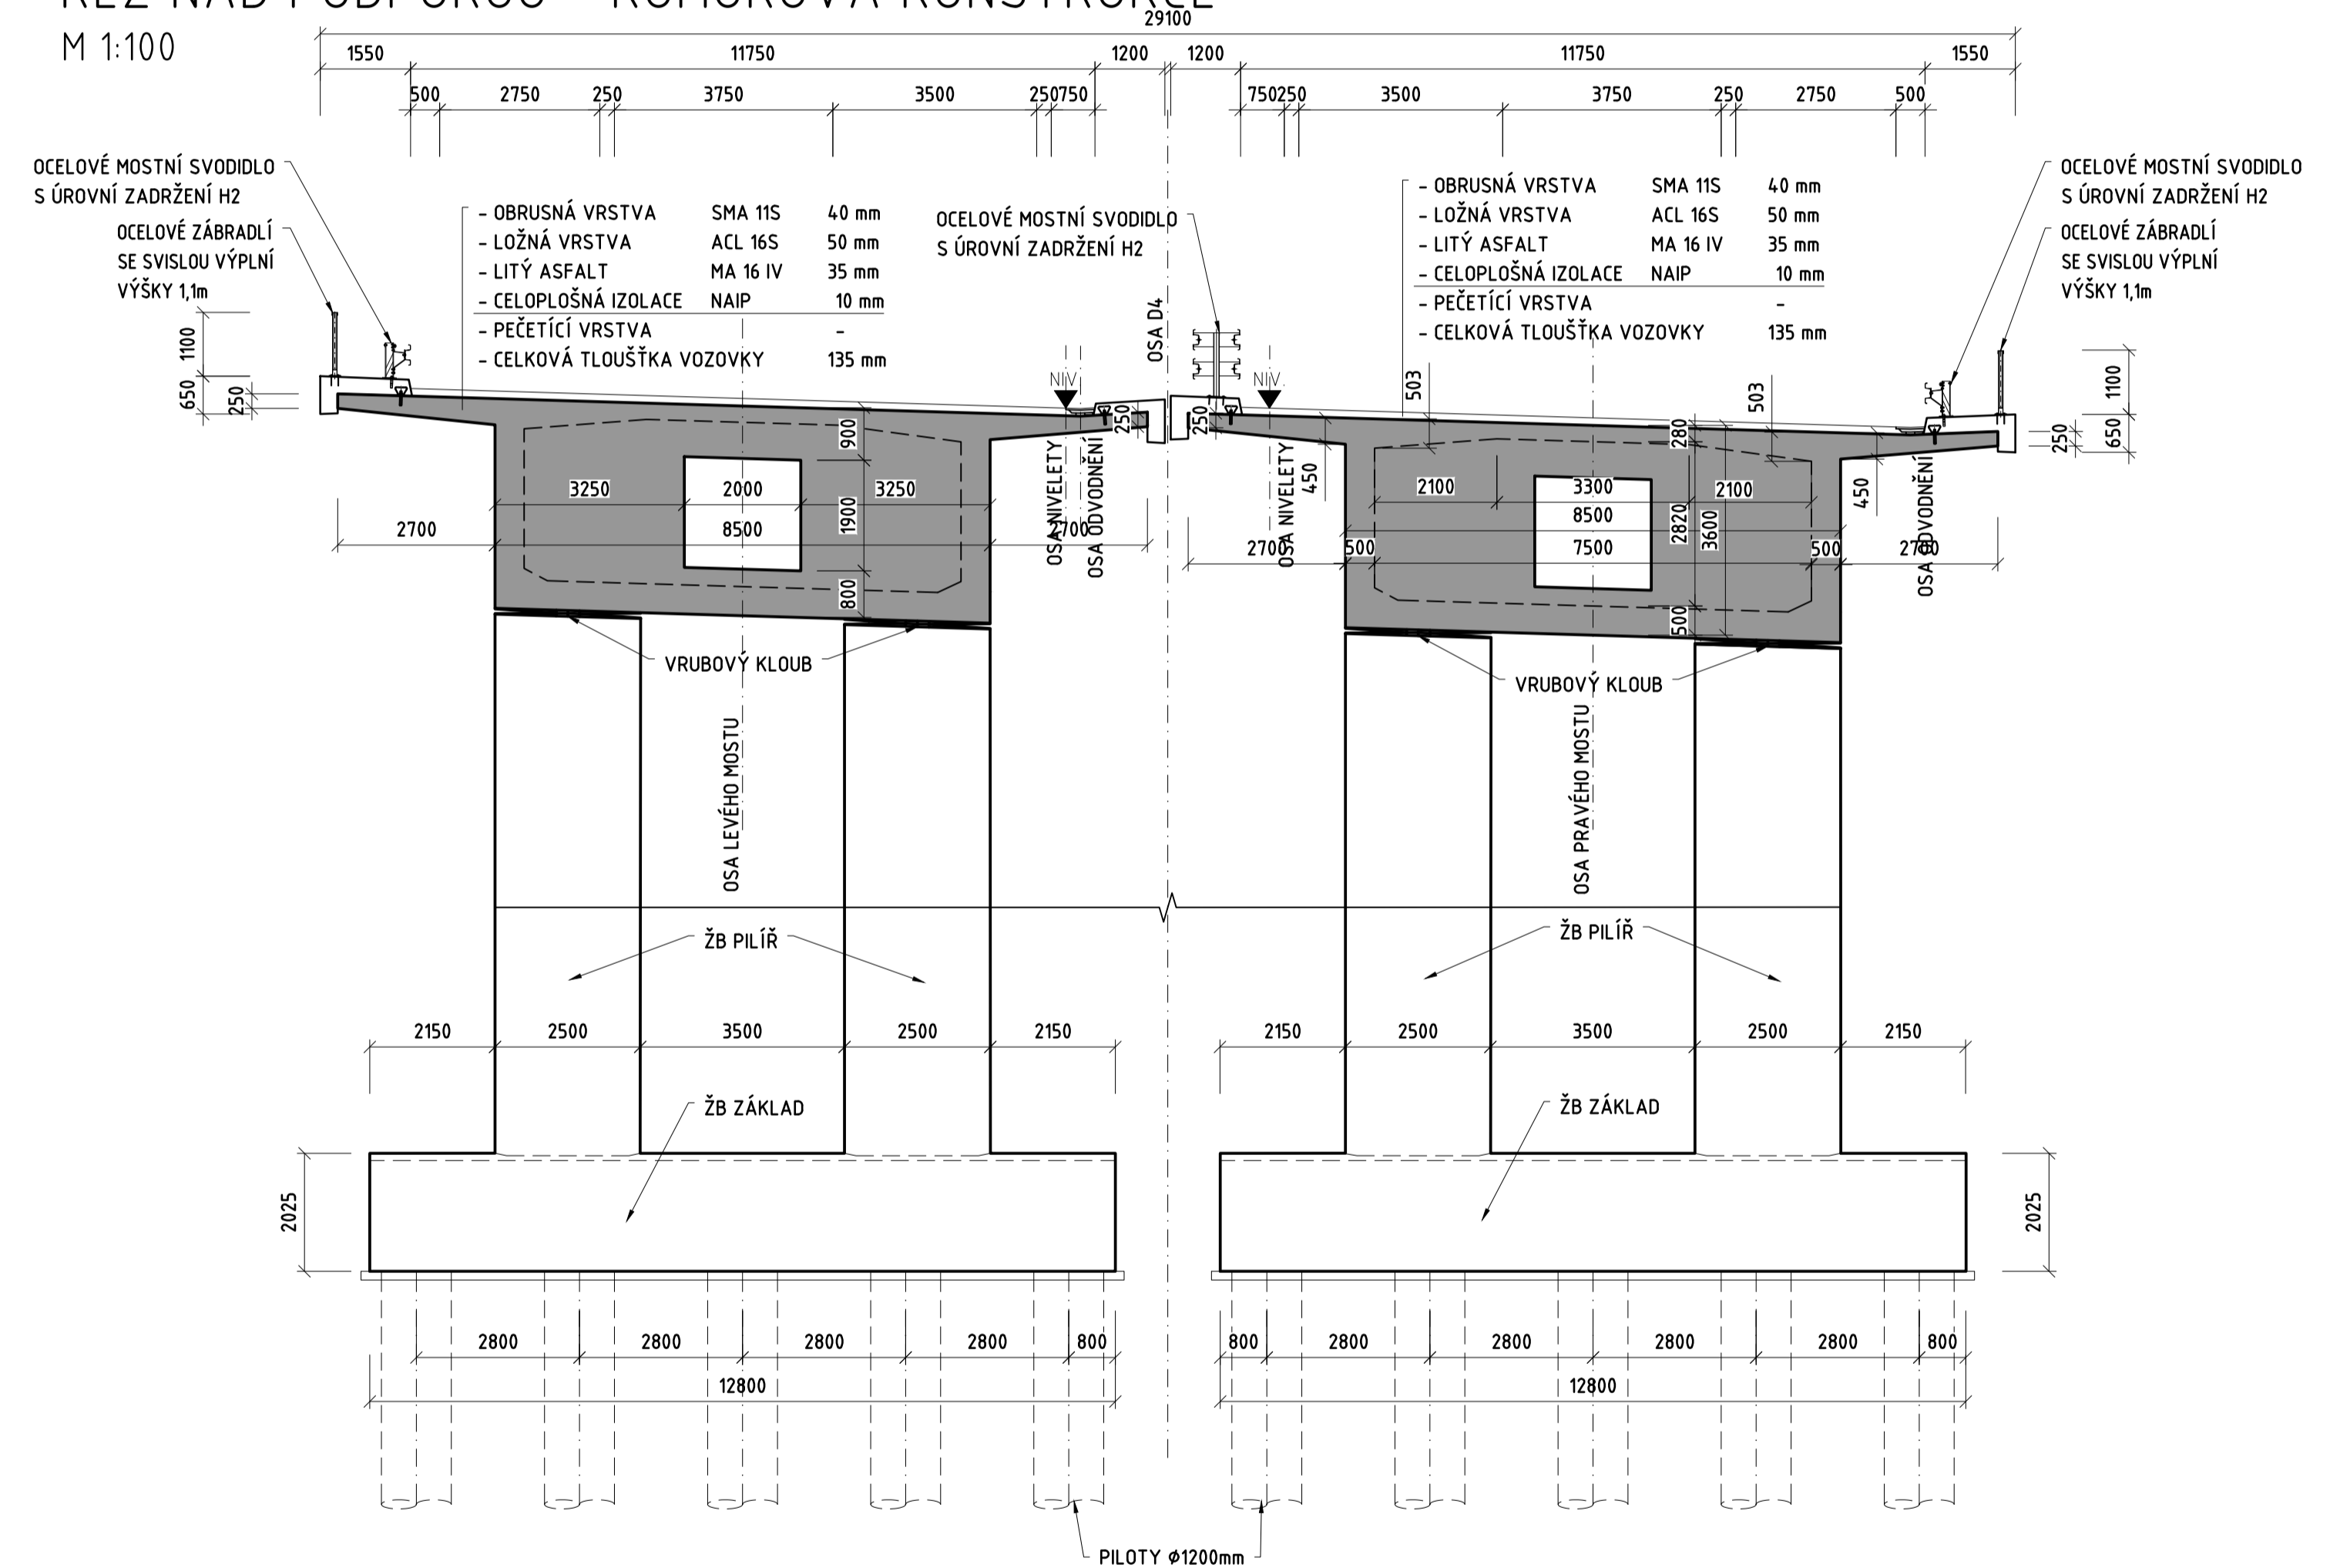 ŘEZ NAD PODPOROU - KOMOROVÁ KONSTRUKCE
M 1:100
29100
1550 11750 1200 1200 11750 1550
500 2750 250 3750 3500 250 750 750 250 3500 3750 250 2750 500
OCELOVÉ MOSTNÍ SVODIDLO
S ÚROVNÍ ZADRŽENÍ H2
OCELOVÉ ZÁBRADLÍ
SE SVISLOU VÝPLNÍ
VÝŠKY 1,1m
- OBRUSNÁ VRSTVA SMA 11S 40 mm
- LOŽNÁ VRSTVA ACL 16S 50 mm
- LITÝ ASFALT MA 16 IV 35 mm
- CELOPLOŠNÁ IZOLACE NAIP 10 mm
- PEČETÍCÍ VRSTVA -
- CELKOVÁ TLOUŠŤKA VOZOVKY 135 mm
OCELOVÉ MOSTNÍ SVODIDLO
S ÚROVNÍ ZADRŽENÍ H2
- OBRUSNÁ VRSTVA SMA 11S 40 mm
- LOŽNÁ VRSTVA ACL 16S 50 mm
- LITÝ ASFALT MA 16 IV 35 mm
- CELOPLOŠNÁ IZOLACE NAIP 10 mm
- PEČETÍCÍ VRSTVA -
- CELKOVÁ TLOUŠŤKA VOZOVKY 135 mm
OCELOVÉ MOSTNÍ SVODIDLO
S ÚROVNÍ ZADRŽENÍ H2
OCELOVÉ ZÁBRADLÍ
SE SVISLOU VÝPLNÍ
VÝŠKY 1,1m
OSA D4
NIV. NIV.
1100
650
250
900
1900
800
250
250
503
503
450
450
280
2820
3600
500
250
650
1100
3250 2000 3250
2700 8500 2700
2100 3300 2100
8500
2700 500 7500 500 2700
OSA NIVELETY
OSA ODVODNĚNÍ
OSA NIVELETY
OSA ODVODNĚNÍ
VRUBOVÝ KLOUB
VRUBOVÝ KLOUB
OSA LEVÉHO MOSTU
OSA PRAVÉHO MOSTU
ŽB PILÍŘ
ŽB PILÍŘ
2150 2500 3500 2500 2150
2150 2500 3500 2500 2150
ŽB ZÁKLAD
ŽB ZÁKLAD
2025
2025
2800 2800 2800 2800 800
800 2800 2800 2800 2800 800
12800
12800
PILOTY ϕ1200mm